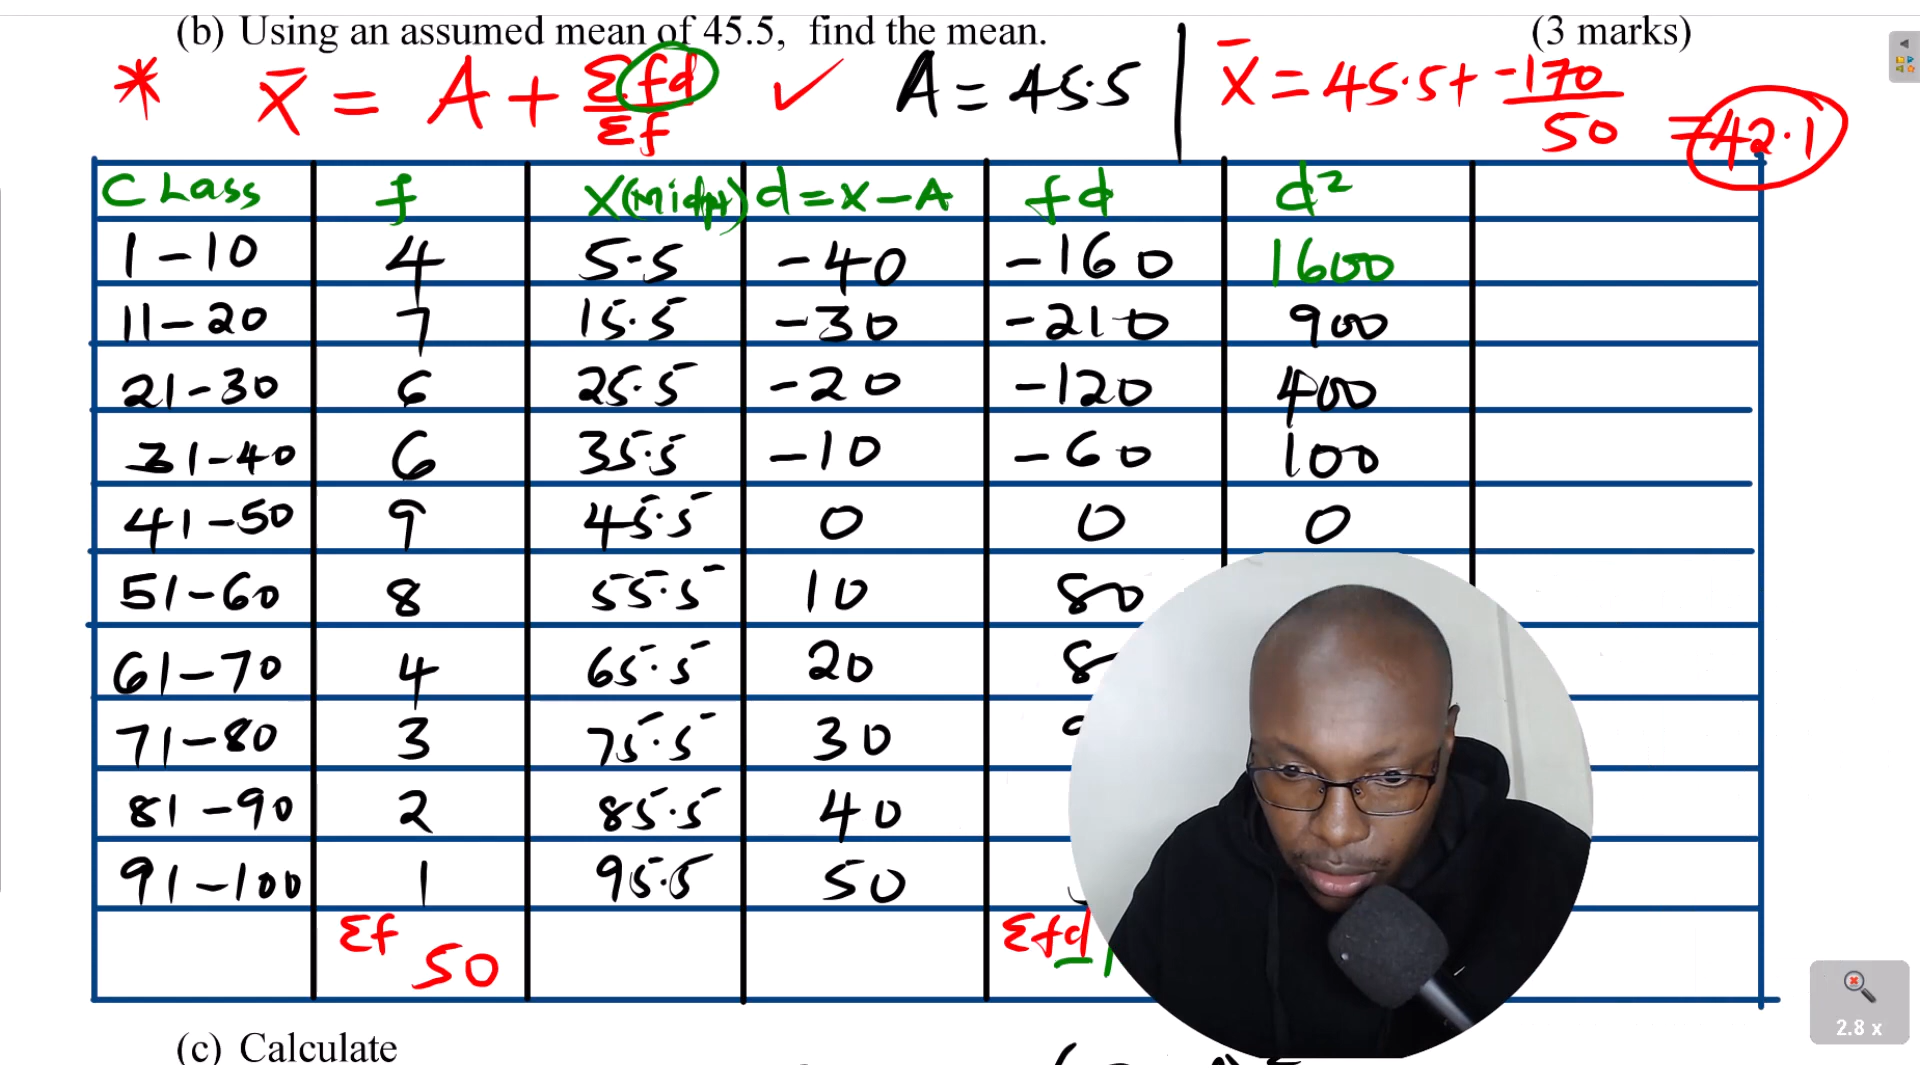 (b) Using an assumed mean of 45.5, find the mean. (3 marks)
* x̄ = A + Σfd/Σf ✓ A = 45.5 | x̄ = 45.5 + -170/50 = 42.1
Class f x(midpt) d = x - A fd d²
1-10 4 5.5 -40 -160 1600
11-20 7 15.5 -30 -210 900
21-30 6 25.5 -20 -120 400
31-40 6 35.5 -10 -60 100
41-50 9 45.5 0 0 0
51-60 8 55.5 10 80
61-70 4 65.5 20 8
71-80 3 75.5 30 9
81-90 2 85.5 40
91-100 1 95.5 50
Σf 50 Σfd
(c) Calculate
2.8 x